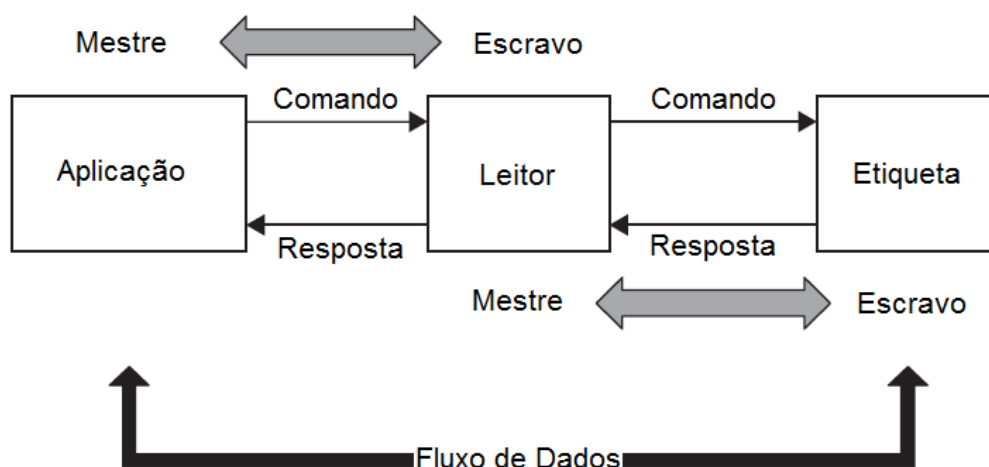 Mestre
Escravo
Comando
Comando
Aplicação
Leitor
Etiqueta
Resposta
Resposta
Mestre
Escravo
Fluxo de Dados